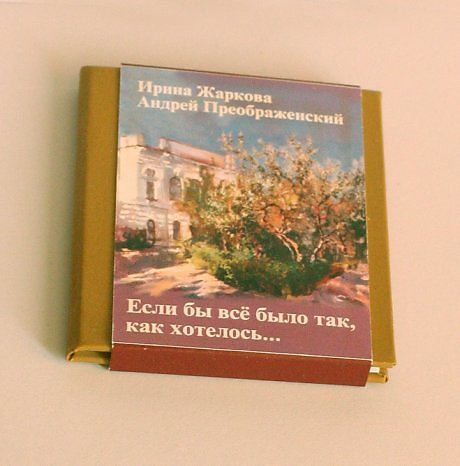 Ирина Жаркова
Андрей Преображенский
Если бы всё было так,
как хотелось...